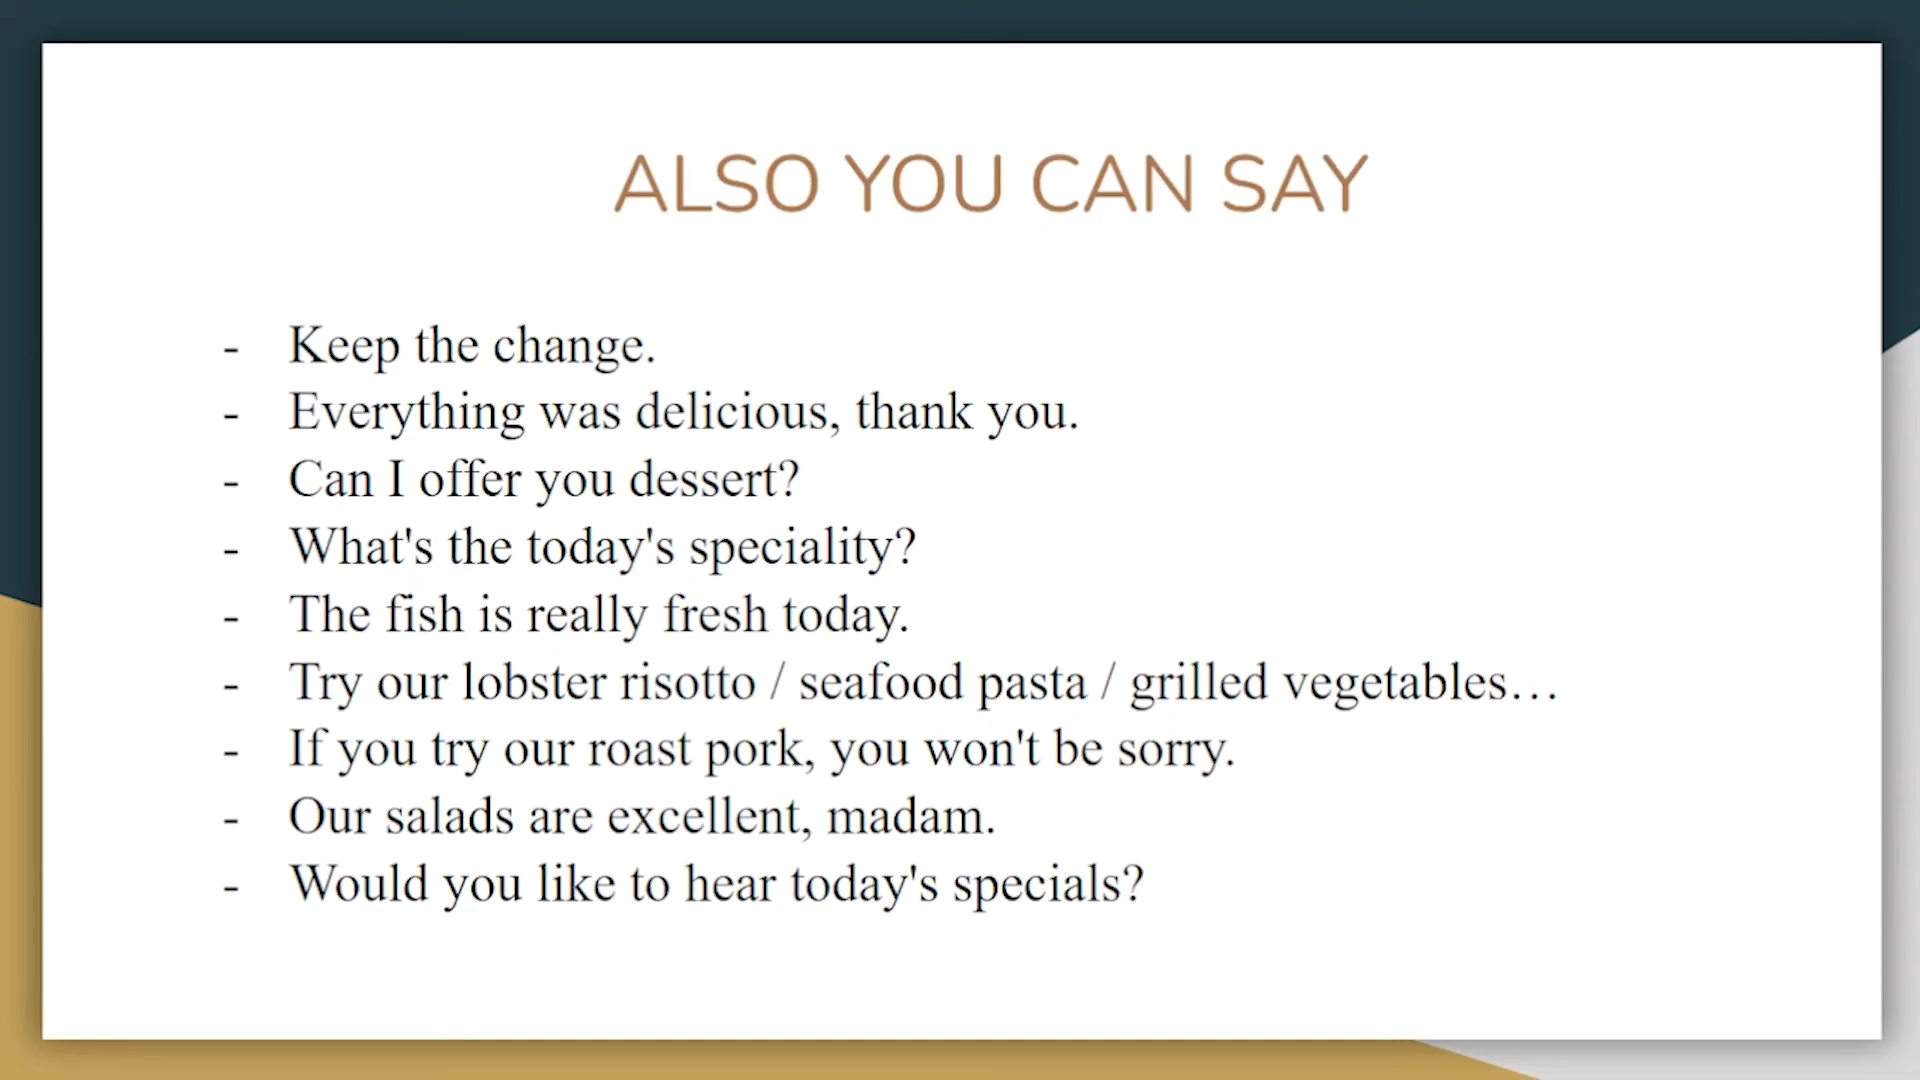 ALSO YOU CAN SAY
- Keep the change.
- Everything was delicious, thank you.
- Can I offer you dessert?
- What's the today's speciality?
- The fish is really fresh today.
- Try our lobster risotto / seafood pasta / grilled vegetables…
- If you try our roast pork, you won't be sorry.
- Our salads are excellent, madam.
- Would you like to hear today's specials?